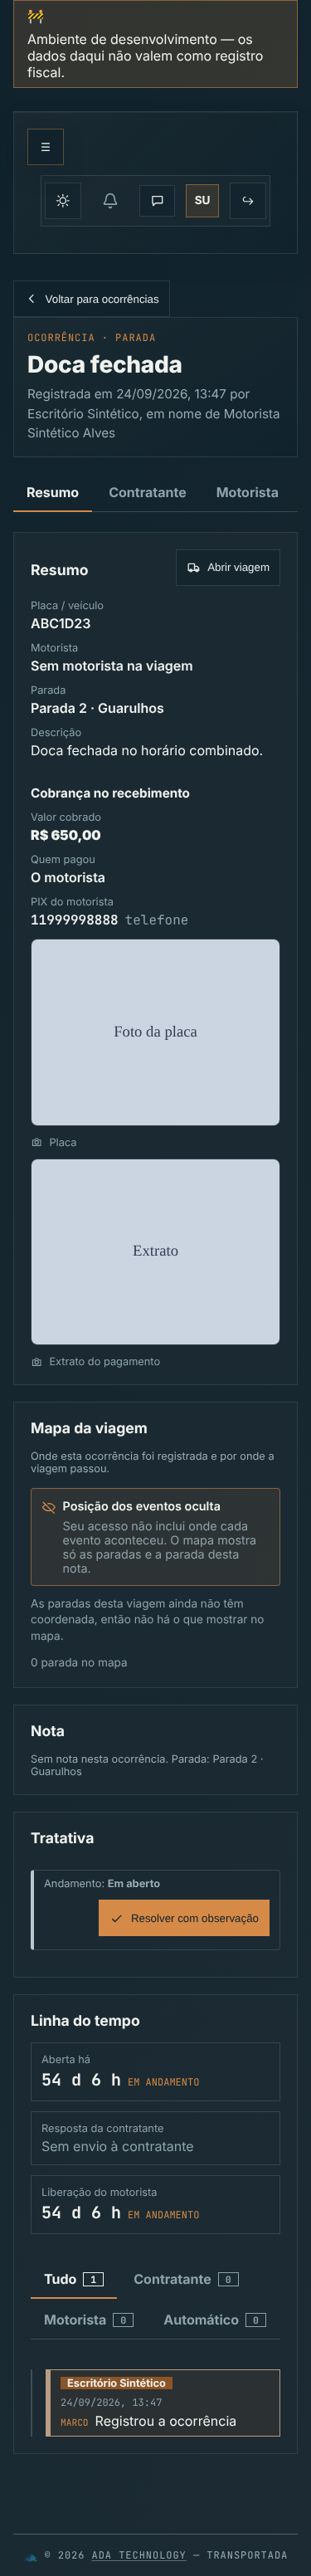 Ambiente de desenvolvimento — os
dados daqui não valem como registro
fiscal.
SU
Voltar para ocorrências
OCORRÊNCIA · PARADA
Doca fechada
Registrada em 24/09/2026, 13:47 por
Escritório Sintético, em nome de Motorista
Sintético Alves
Resumo Contratante Motorista
Resumo
Abrir viagem
Placa / veículo
ABC1D23
Motorista
Sem motorista na viagem
Parada
Parada 2 · Guarulhos
Descrição
Doca fechada no horário combinado.
Cobrança no recebimento
Valor cobrado
R$ 650,00
Quem pagou
O motorista
PIX do motorista
11999998888 telefone
Foto da placa
Placa
Extrato
Extrato do pagamento
Mapa da viagem
Onde esta ocorrência foi registrada e por onde a
viagem passou.
Posição dos eventos oculta
Seu acesso não inclui onde cada
evento aconteceu. O mapa mostra
só as paradas e a parada desta
nota.
As paradas desta viagem ainda não têm
coordenada, então não há o que mostrar no
mapa.
0 parada no mapa
Nota
Sem nota nesta ocorrência. Parada: Parada 2 ·
Guarulhos
Tratativa
Andamento: Em aberto
Resolver com observação
Linha do tempo
Aberta há
54 d 6 h EM ANDAMENTO
Resposta da contratante
Sem envio à contratante
Liberação do motorista
54 d 6 h EM ANDAMENTO
Tudo 1 Contratante 0
Motorista 0 Automático 0
Escritório Sintético
24/09/2026, 13:47
MARCO Registrou a ocorrência
© 2026 ADA TECHNOLOGY — TRANSPORTADA